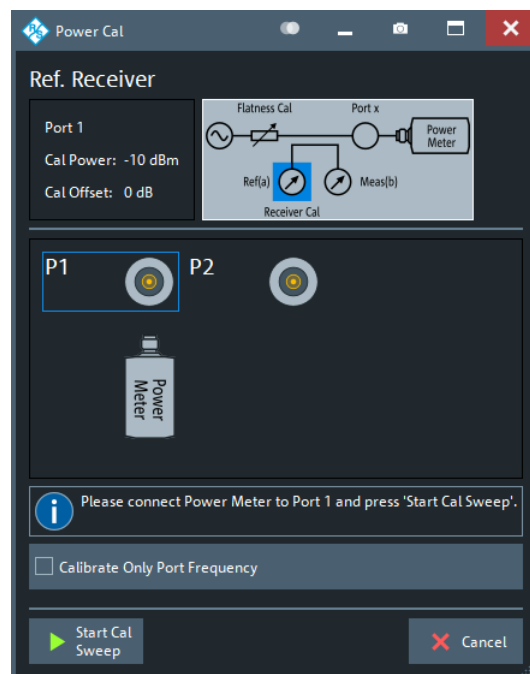 R&S Power Cal
Ref. Receiver
Port 1
Cal Power: -10 dBm
Cal Offset: 0 dB
Flatness Cal
Port x
Power
Meter
Ref(a)
Meas(b)
Receiver Cal
P1
P2
Power
Meter
Please connect Power Meter to Port 1 and press 'Start Cal Sweep'.
Calibrate Only Port Frequency
Start Cal
Sweep
Cancel